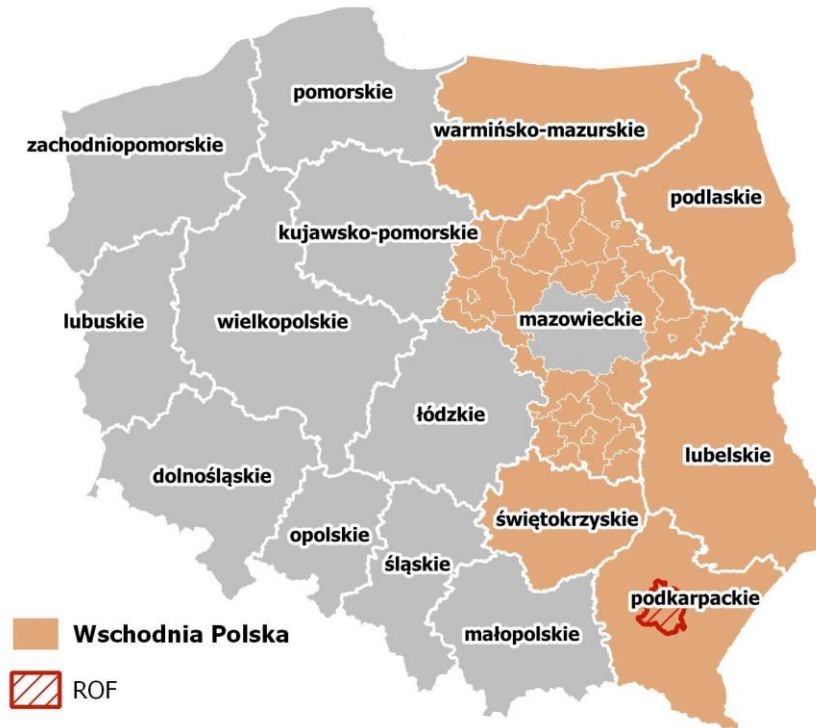 pomorskie
warmińsko-mazurskie
zachodniopomorskie
podlaskie
kujawsko-pomorskie
mazowieckie
lubuskie
wielkopolskie
łódzkie
lubelskie
dolnośląskie
świętokrzyskie
opolskie
śląskie
podkarpackie
małopolskie
Wschodnia Polska
ROF